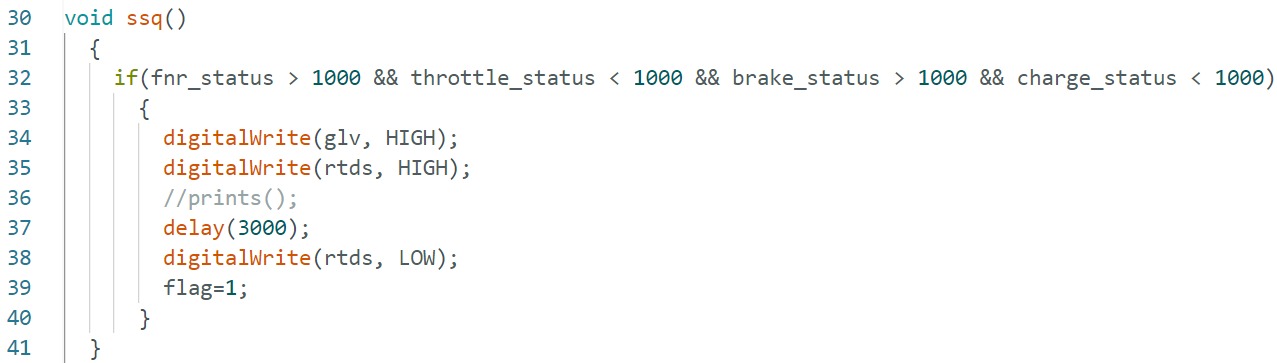 30 void ssq()
31 {
32 if(fnr_status > 1000 && throttle_status < 1000 && brake_status > 1000 && charge_status < 1000)
33 {
34 digitalWrite(glv, HIGH);
35 digitalWrite(rtds, HIGH);
36 //prints();
37 delay(3000);
38 digitalWrite(rtds, LOW);
39 flag=1;
40 }
41 }